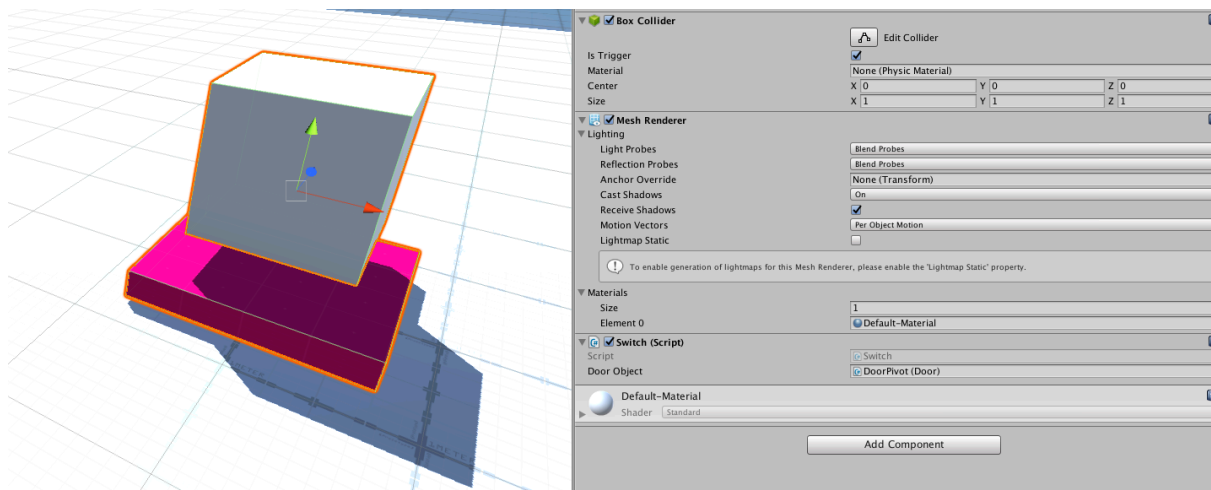 Box Collider
Edit Collider
Is Trigger
Material None (Physic Material)
Center X 0 Y 0 Z 0
Size X 1 Y 1 Z 1
Mesh Renderer
Lighting
Light Probes Blend Probes
Reflection Probes Blend Probes
Anchor Override None (Transform)
Cast Shadows On
Receive Shadows
Motion Vectors Per Object Motion
Lightmap Static
To enable generation of lightmaps for this Mesh Renderer, please enable the 'Lightmap Static' property.
Materials
Size 1
Element 0 Default-Material
Switch (Script)
Script Switch
Door Object DoorPivot (Door)
Default-Material
Shader Standard
Add Component